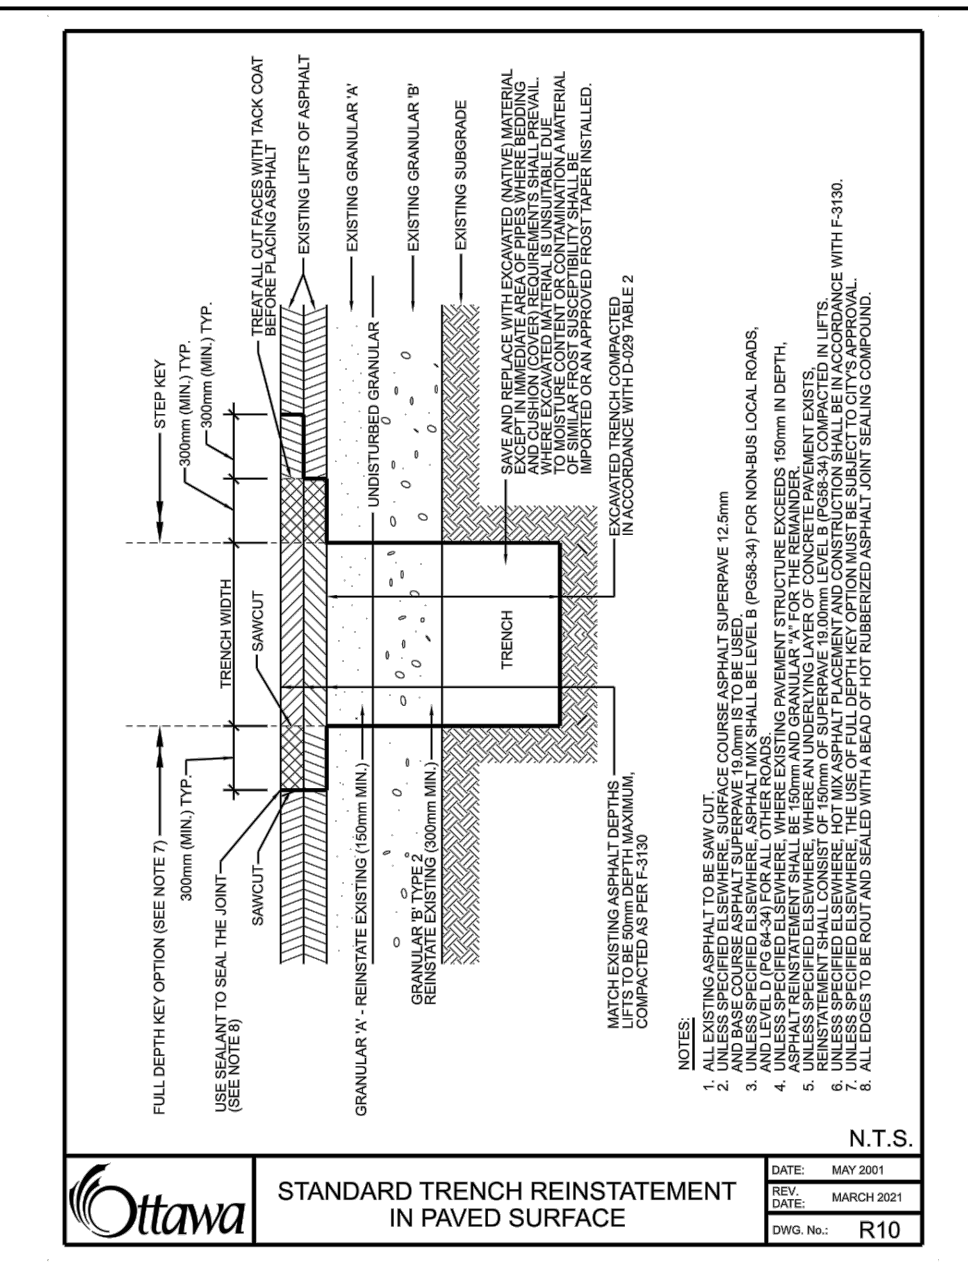 FULL DEPTH KEY OPTION (SEE NOTE 7)
STEP KEY
300mm (MIN.) TYP.
300mm (MIN.) TYP.
300mm (MIN.) TYP.
TRENCH WIDTH
USE SEALANT TO SEAL THE JOINT
(SEE NOTE 8)
SAWCUT
SAWCUT
TREAT ALL CUT FACES WITH TACK COAT
BEFORE PLACING ASPHALT
EXISTING LIFTS OF ASPHALT
EXISTING GRANULAR 'A'
UNDISTURBED GRANULAR
EXISTING GRANULAR 'B'
EXISTING SUBGRADE
GRANULAR 'A' - REINSTATE EXISTING (150mm MIN.)
GRANULAR 'B' TYPE 2
REINSTATE EXISTING (300mm MIN.)
TRENCH
SAVE AND REPLACE WITH EXCAVATED (NATIVE) MATERIAL
EXCEPT IN IMMEDIATE AREA OF PIPES WHERE BEDDING
AND CUSHION (COVER) REQUIREMENTS SHALL PREVAIL.
WHERE EXCAVATED MATERIAL IS UNSUITABLE DUE
TO MOISTURE CONTENT OR CONTAMINATION A MATERIAL
OF SIMILAR FROST SUSCEPTIBILITY SHALL BE
IMPORTED OR AN APPROVED FROST TAPER INSTALLED.
MATCH EXISTING ASPHALT DEPTHS
LIFTS TO BE 50mm DEPTH MAXIMUM,
COMPACTED AS PER F-3130
EXCAVATED TRENCH COMPACTED
IN ACCORDANCE WITH D-029 TABLE 2
NOTES:
1. ALL EXISTING ASPHALT TO BE SAW CUT.
2. UNLESS SPECIFIED ELSEWHERE, SURFACE COURSE ASPHALT SUPERPAVE 12.5mm
AND BASE COURSE ASPHALT SUPERPAVE 19.0mm IS TO BE USED.
3. UNLESS SPECIFIED ELSEWHERE, ASPHALT MIX SHALL BE LEVEL B (PG58-34) FOR NON-BUS LOCAL ROADS,
AND LEVEL D (PG 64-34) FOR ALL OTHER ROADS.
4. UNLESS SPECIFIED ELSEWHERE, WHERE EXISTING PAVEMENT STRUCTURE EXCEEDS 150mm IN DEPTH,
ASPHALT REINSTATEMENT SHALL BE 150mm AND GRANULAR "A" FOR THE REMAINDER.
5. UNLESS SPECIFIED ELSEWHERE, WHERE AN UNDERLYING LAYER OF CONCRETE PAVEMENT EXISTS,
REINSTATEMENT SHALL CONSIST OF 150mm OF SUPERPAVE 19.00mm LEVEL B (PG58-34) COMPACTED IN LIFTS.
6. UNLESS SPECIFIED ELSEWHERE, HOT MIX ASPHALT PLACEMENT AND CONSTRUCTION SHALL BE IN ACCORDANCE WITH F-3130.
7. UNLESS SPECIFIED ELSEWHERE, THE USE OF FULL DEPTH KEY OPTION MUST BE SUBJECT TO CITY'S APPROVAL.
8. ALL EDGES TO BE ROUT AND SEALED WITH A BEAD OF HOT RUBBERIZED ASPHALT JOINT SEALING COMPOUND.
N.T.S.
Ottawa
STANDARD TRENCH REINSTATEMENT
IN PAVED SURFACE
DATE: MAY 2001
REV.
DATE: MARCH 2021
DWG. No.: R10